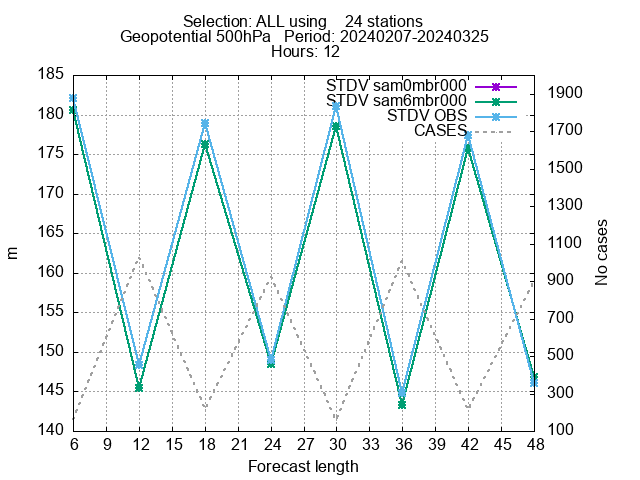 Selection: ALL using    24 stations
Geopotential 500hPa   Period: 20240207-20240325
Hours: 12
STDV sam0mbr000
STDV sam6mbr000
STDV OBS
CASES
185
180
175
170
165
160
155
150
145
140
m
1900
1700
1500
1300
1100
900
700
500
300
100
No cases
6 9 12 15 18 21 24 27 30 33 36 39 42 45 48
Forecast length